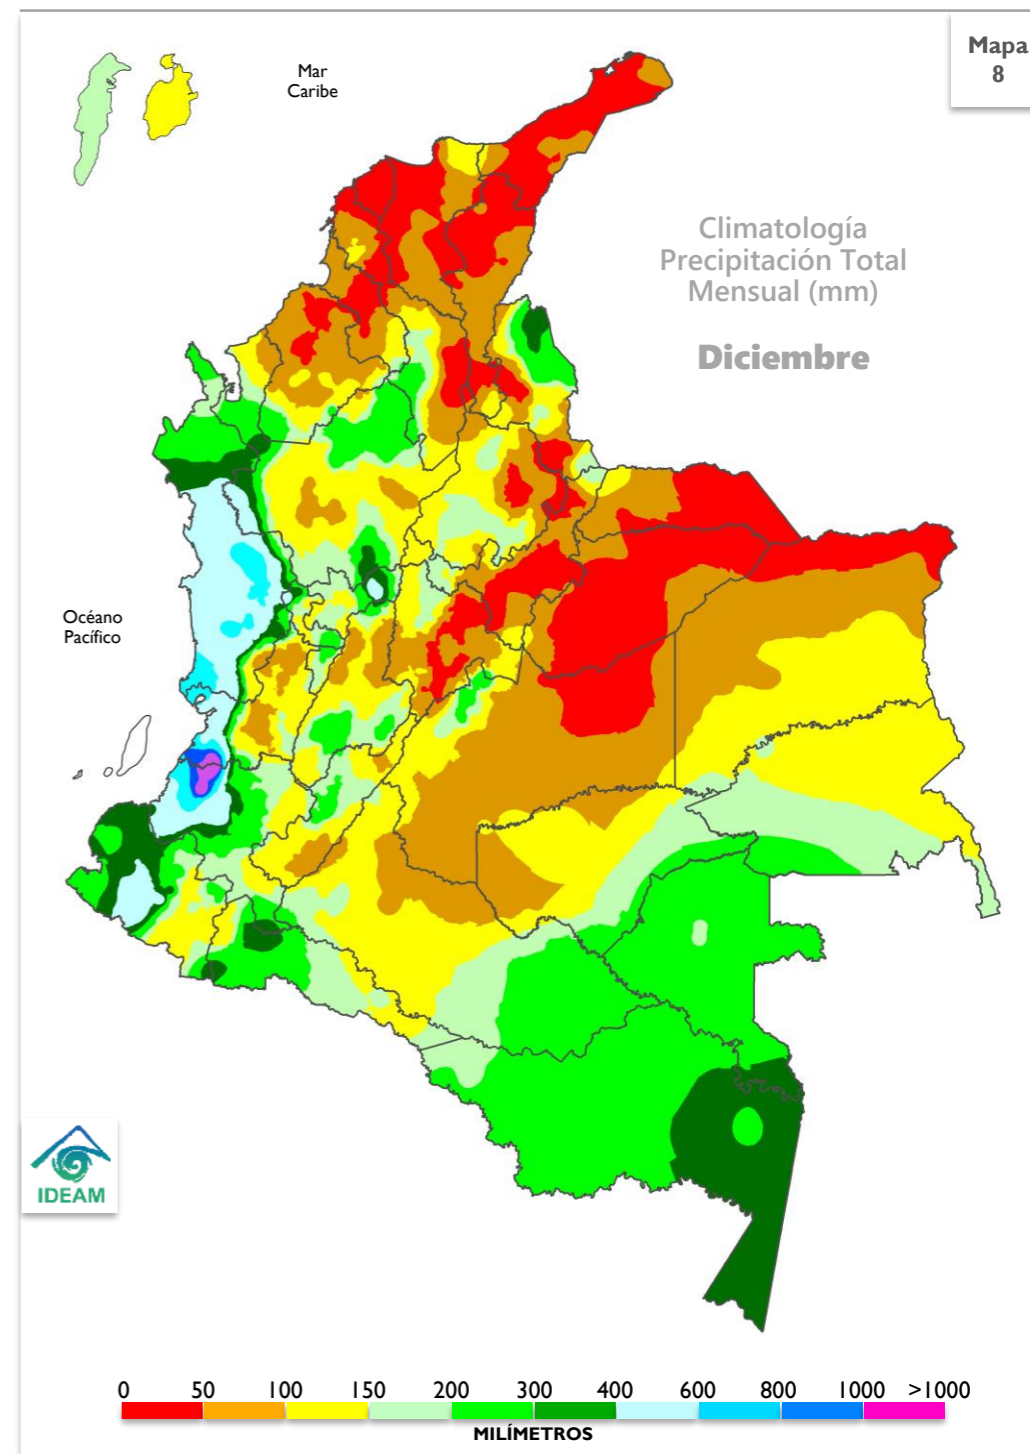 Mapa
8
Mar
Caribe
Climatología
Precipitación Total
Mensual (mm)
Diciembre
Océano
Pacífico
IDEAM
0 50 100 150 200 300 400 600 800 1000 >1000
MILÍMETROS